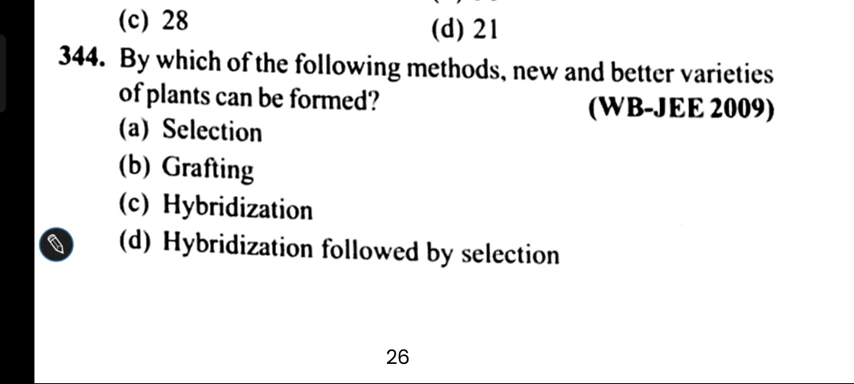 (c) 28
(d) 21
344. By which of the following methods, new and better varieties
of plants can be formed? (WB-JEE 2009)
(a) Selection
(b) Grafting
(c) Hybridization
(d) Hybridization followed by selection
26